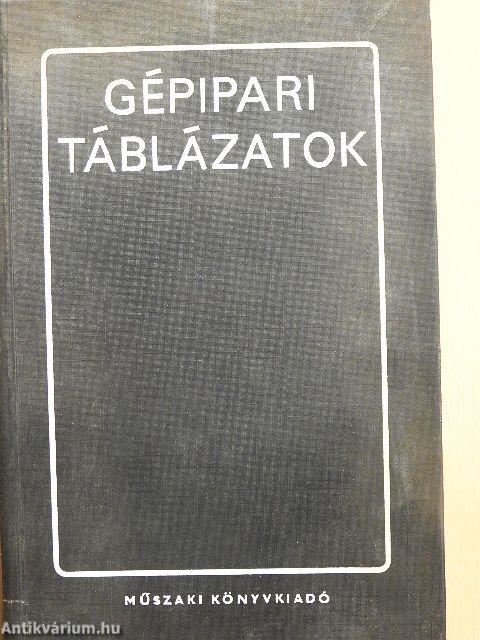 GÉPIPARI
TÁBLÁZATOK
MŰSZAKI KÖNYVKIADÓ
Antikvárium.hu